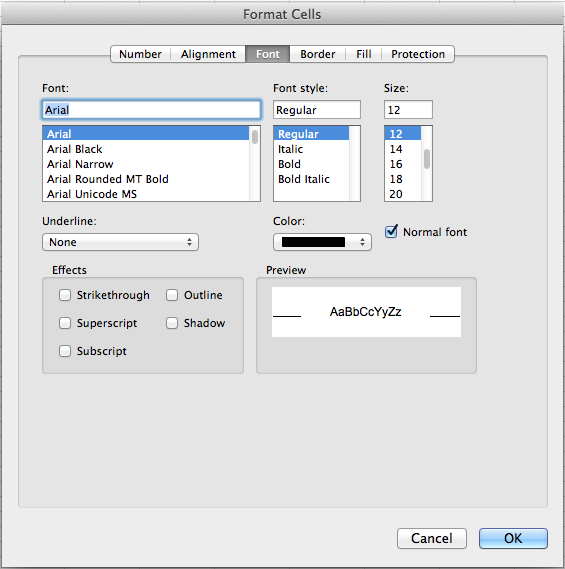 Format Cells
Number Alignment Font Border Fill Protection
Font: Font style: Size:
Arial Regular 12
Arial Regular 12
Arial Black Italic 14
Arial Narrow Bold 16
Arial Rounded MT Bold Bold Italic 18
Arial Unicode MS 20
Underline: Color:
None Normal font
Effects Preview
Strikethrough Outline
AaBbCcYyZz
Superscript Shadow
Subscript
Cancel OK